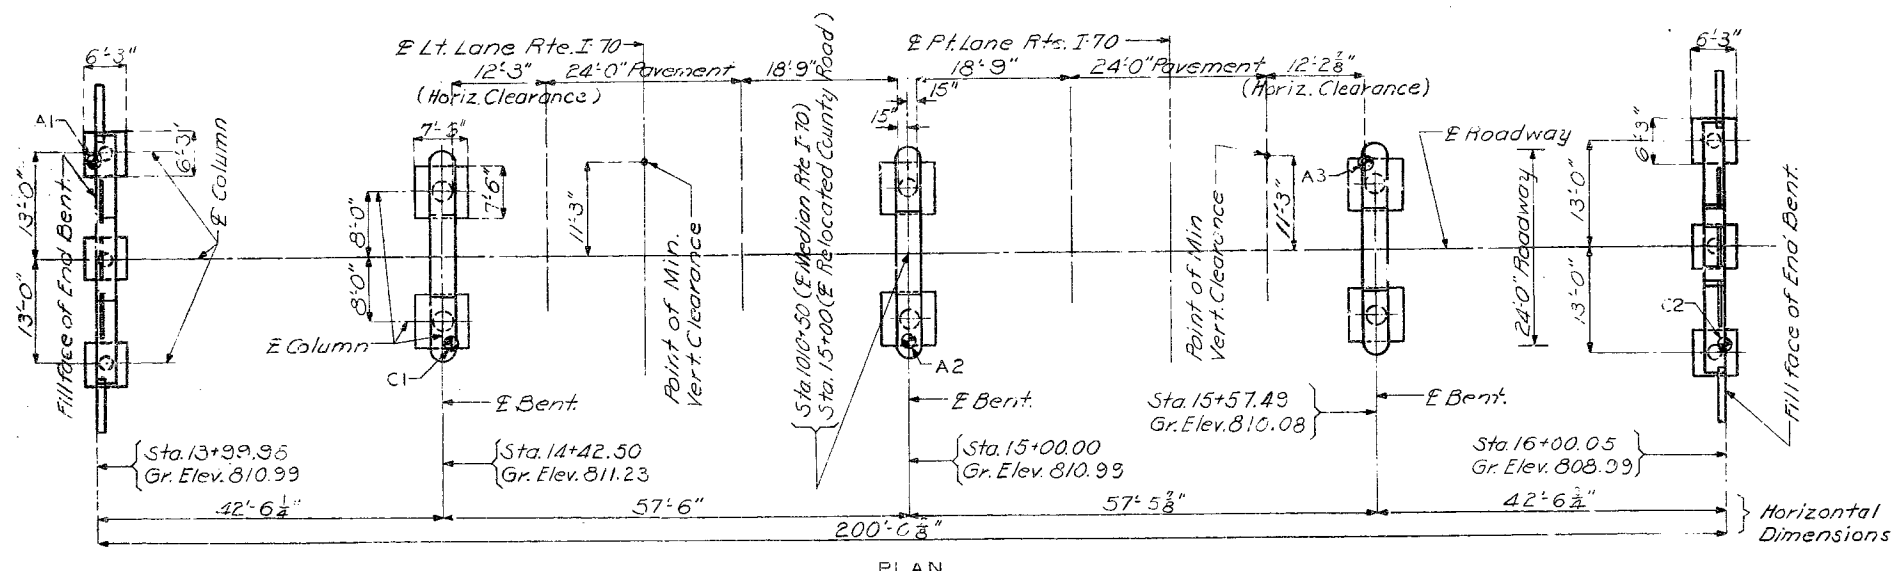 6'-3"
℄ Lt. Lane Rte. I-70
℄ Rt. Lane Rte. I-70
6'-3"
12'-3"
24'-0" Pavement
18'-9"
18'-9"
24'-0" Pavement
12'-2 7/8"
(Horiz. Clearance)
(Horiz. Clearance)
15"
15"
A1
6'-3"
℄ Column
7'-6"
8'-0"
8'-0"
11'-3"
A3
11'-3"
℄ Roadway
24'-0" Roadway
6'-3"
13'-0"
13'-0"
13'-0"
13'-0"
Fill face of End Bent.
Fill face of End Bent.
Point of Min.
Vert. Clearance
Sta. 1010+50 (℄ Median Rte I-70)
Sta. 15+00 (℄ Relocated County Road)
Point of Min
Vert. Clearance
℄ Column
C1
A2
C2
℄ Bent.
℄ Bent.
℄ Bent.
Sta. 13+99.96
Gr. Elev. 810.99
Sta. 14+42.50
Gr. Elev. 811.23
Sta. 15+00.00
Gr. Elev. 810.99
Sta. 15+57.49
Gr. Elev. 810.08
Sta. 16+00.05
Gr. Elev. 808.99
42'-6 1/4"
57'-6"
57'-5 7/8"
42'-6 3/4"
Horizontal
Dimensions
PLAN